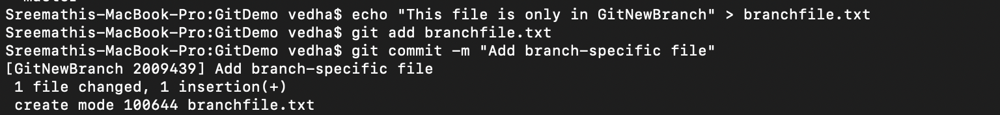 master
Sreemathis-MacBook-Pro:GitDemo vedha$ echo "This file is only in GitNewBranch" > branchfile.txt
Sreemathis-MacBook-Pro:GitDemo vedha$ git add branchfile.txt
Sreemathis-MacBook-Pro:GitDemo vedha$ git commit -m "Add branch-specific file"
[GitNewBranch 2009439] Add branch-specific file
 1 file changed, 1 insertion(+)
 create mode 100644 branchfile.txt